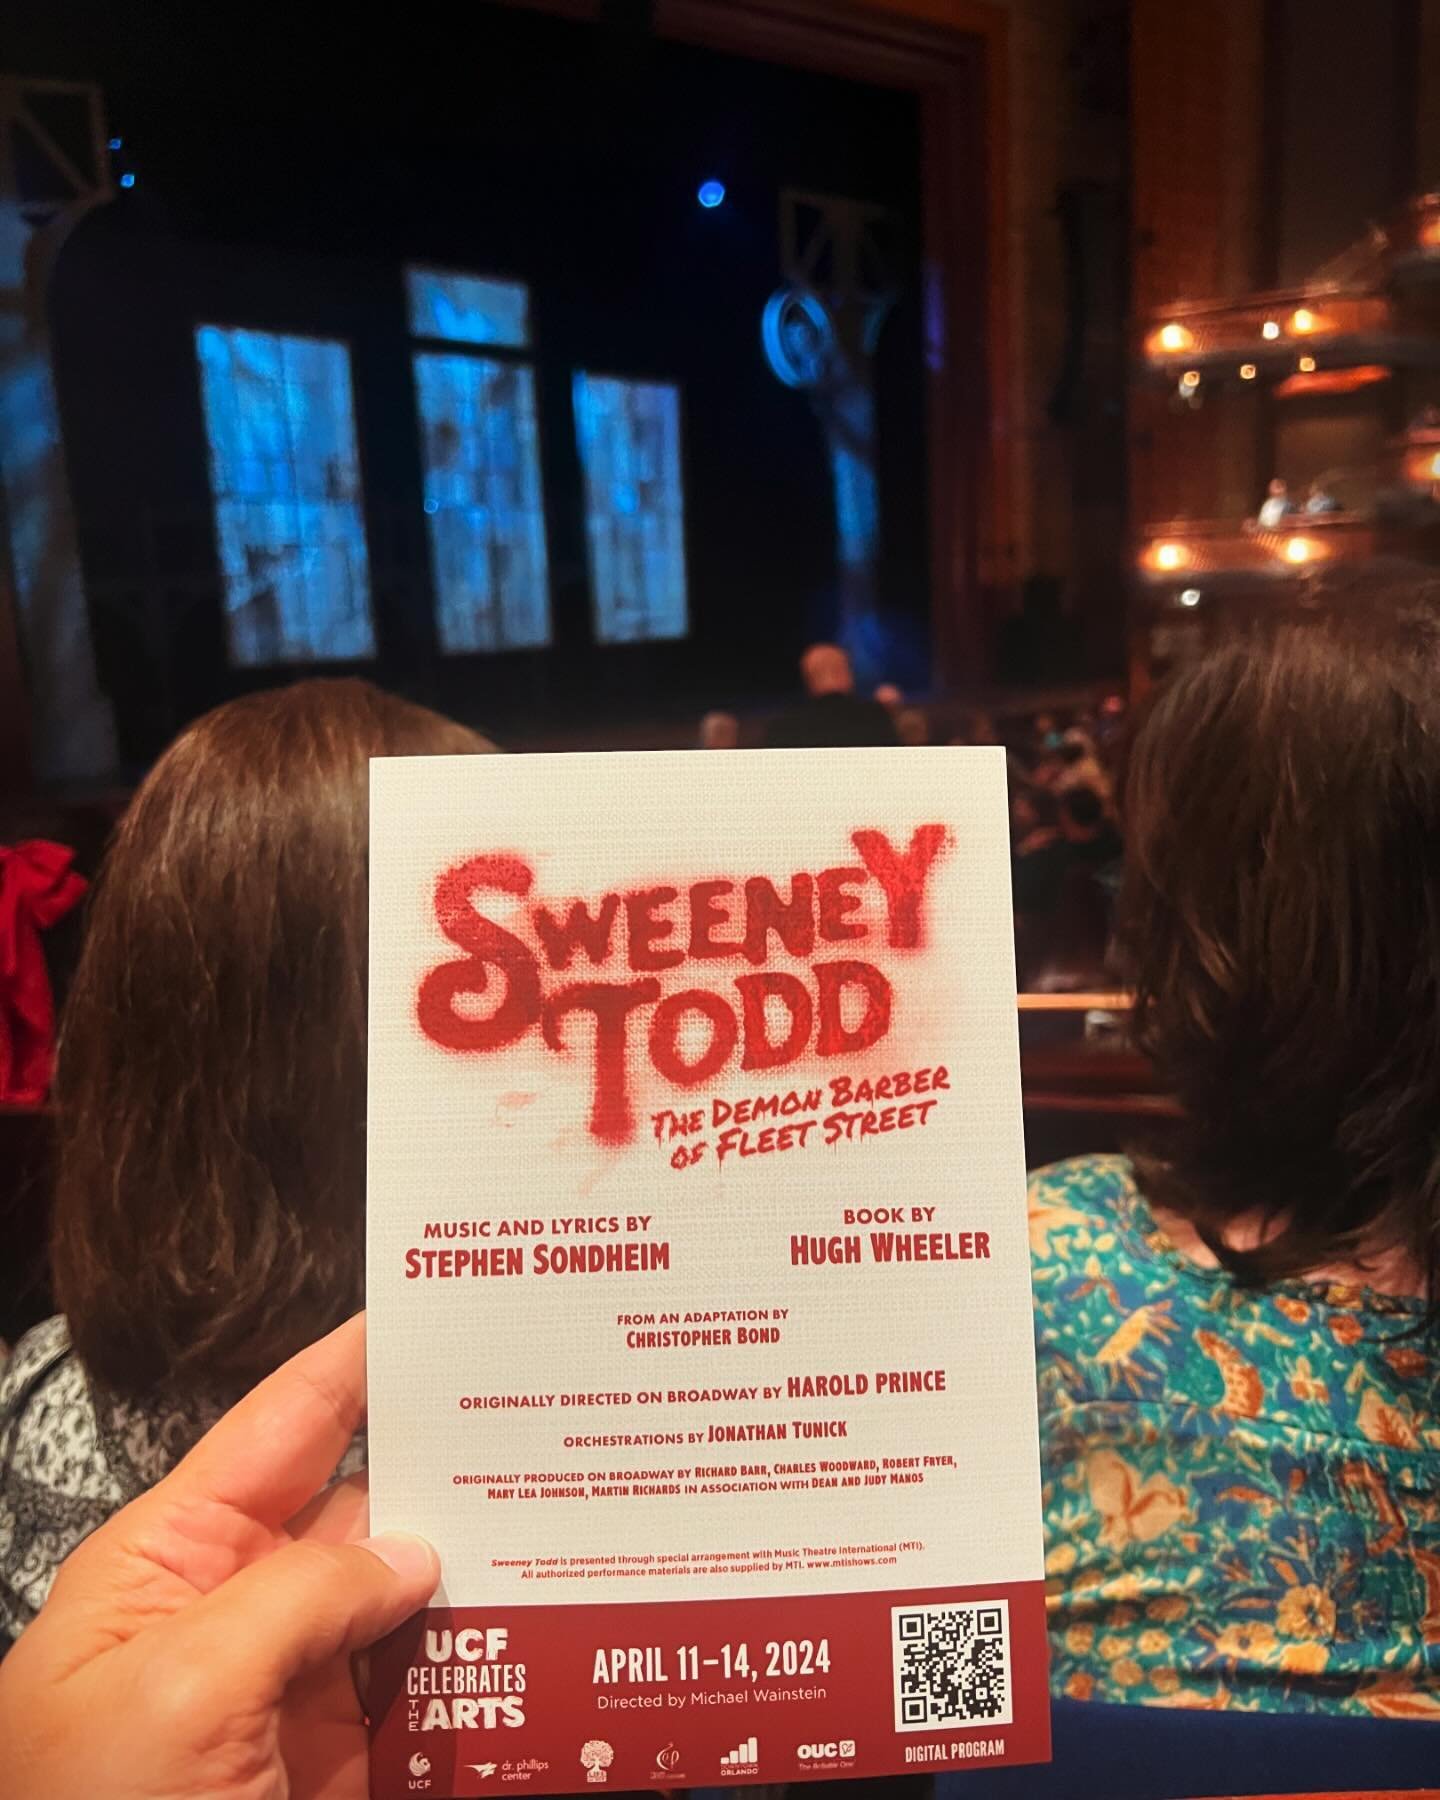 SWEENEY
TODD
THE DEMON BARBER
OF FLEET STREET
MUSIC AND LYRICS BY
STEPHEN SONDHEIM
BOOK BY
HUGH WHEELER
FROM AN ADAPTATION BY
CHRISTOPHER BOND
ORIGINALLY DIRECTED ON BROADWAY BY HAROLD PRINCE
ORCHESTRATIONS BY JONATHAN TUNICK
ORIGINALLY PRODUCED ON BROADWAY BY RICHARD BARR, CHARLES WOODWARD, ROBERT FRYER,
MARY LEA JOHNSON, MARTIN RICHARDS IN ASSOCIATION WITH DEAN AND JUDY MANOS
Sweeney Todd is presented through special arrangement with Music Theatre International (MTI).
All authorized performance materials are also supplied by MTI. www.mtishows.com
UCF
CELEBRATES
THE ARTS
APRIL 11–14, 2024
Directed by Michael Wainstein
DIGITAL PROGRAM
UCF
dr. phillips
center
DOWNTOWN
ORLANDO
OUC
The Reliable One